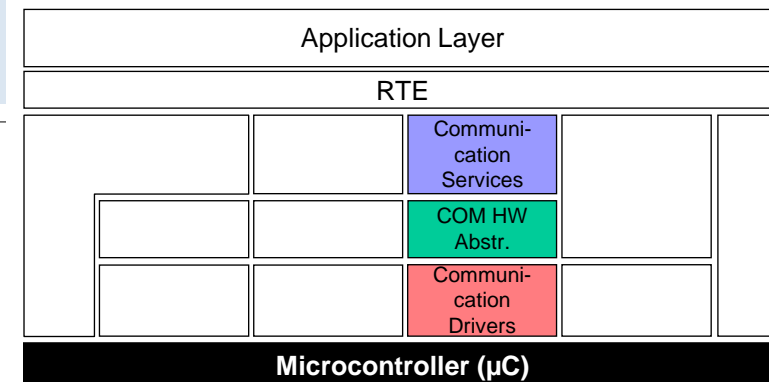 Application Layer
RTE
Communi-
cation
Services
COM HW
Abstr.
Communi-
cation
Drivers
Microcontroller (µC)